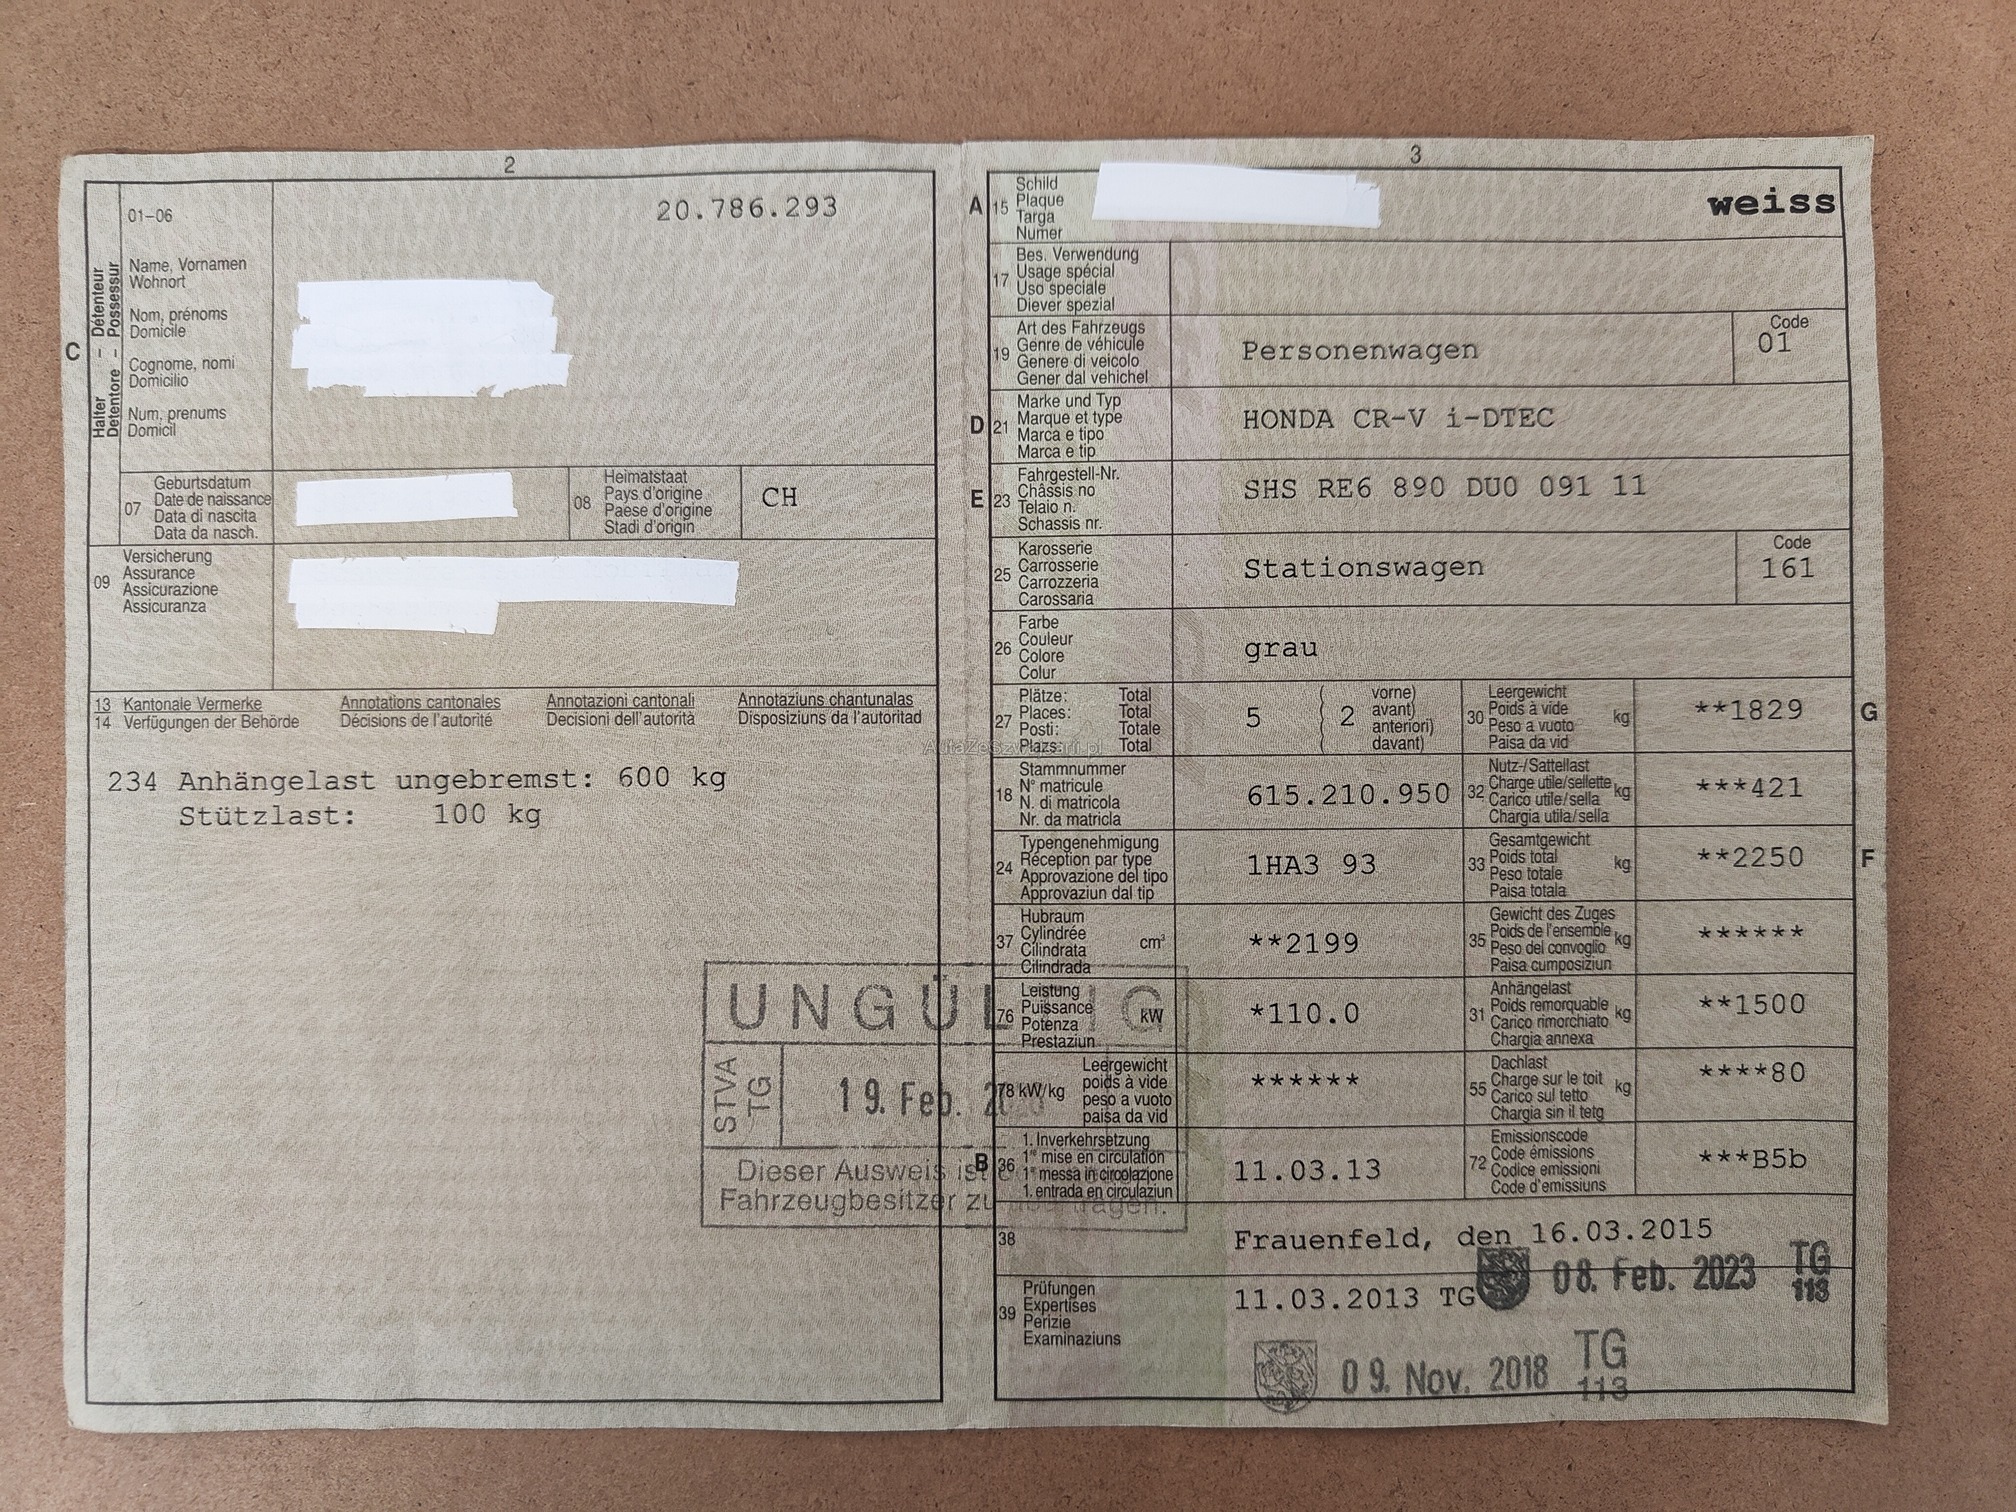 2
01-06
20.786.293
C
Halter - Détenteur
Detentore - Possessur
Name, Vornamen
Wohnort
Nom, prénoms
Domicile
Cognome, nomi
Domicilio
Num, prenums
Domicil
07
Geburtsdatum
Date de naissance
Data di nascita
Data da nasch.
08
Heimatstaat
Pays d'origine
Paese d'origine
Stadi d'origin
CH
09
Versicherung
Assurance
Assicurazione
Assicuranza
13 Kantonale Vermerke Annotations cantonales Annotazioni cantonali Annotaziuns chantunalas
14 Verfügungen der Behörde Décisions de l'autorité Decisioni dell'autorità Disposiziuns da l'autoritad
234 Anhängelast ungebremst: 600 kg
Stützlast: 100 kg
UNGÜLTIG
STVA
TG
19. Feb.
Dieser Ausweis ist
Fahrzeugbesitzer zu übertragen.
3
A
15
Schild
Plaque
Targa
Numer
weiss
17
Bes. Verwendung
Usage spécial
Uso speciale
Diever spezial
19
Art des Fahrzeugs
Genre de véhicule
Genere di veicolo
Gener dal vehichel
Personenwagen
Code
01
D
21
Marke und Typ
Marque et type
Marca e tipo
Marca e tip
HONDA CR-V i-DTEC
E
23
Fahrgestell-Nr.
Châssis no
Telaio n.
Schassis nr.
SHS RE6 890 DU0 091 11
25
Karosserie
Carrosserie
Carrozzeria
Carossaria
Stationswagen
Code
161
26
Farbe
Couleur
Colore
Colur
grau
27
Plätze: Total
Places: Total
Posti: Totale
Plazs: Total
5 ( 2
vorne)
avant)
anteriori)
davant)
30
Leergewicht
Poids à vide
Peso a vuoto
Paisa da vid
kg
**1829
G
AutaZeSzwajcarii.pl
18
Stammnummer
N° matricule
N. di matricola
Nr. da matricla
615.210.950
32
Nutz-/Sattellast
Charge utile/sellette
Carico utile/sella
Chargia utila/sella
kg
***421
24
Typengenehmigung
Réception par type
Approvazione del tipo
Approvaziun dal tip
1HA3 93
33
Gesamtgewicht
Poids total
Peso totale
Paisa totala
kg
**2250
F
37
Hubraum
Cylindrée
Cilindrata
Cilindrada
cm³
**2199
35
Gewicht des Zuges
Poids de l'ensemble
Peso del convoglio
Paisa cumposiziun
kg
******
76
Leistung
Puissance
Potenza
Prestaziun
kW
*110.0
31
Anhängelast
Poids remorquable
Carico rimorchiato
Chargia annexa
kg
**1500
78 kW/kg
Leergewicht
poids à vide
peso a vuoto
paisa da vid
******
55
Dachlast
Charge sur le toit
Carico sul tetto
Chargia sin il tetg
kg
****80
B
36
1. Inverkehrsetzung
1re mise en circulation
1a messa in circolazione
1. entrada en circulaziun
11.03.13
72
Emissionscode
Code émissions
Codice emissioni
Code d'emissiuns
***B5b
38
Frauenfeld, den 16.03.2015
39
Prüfungen
Expertises
Perizie
Examinaziuns
11.03.2013 TG
08. Feb. 2023
TG
113
09. Nov. 2018
TG
113